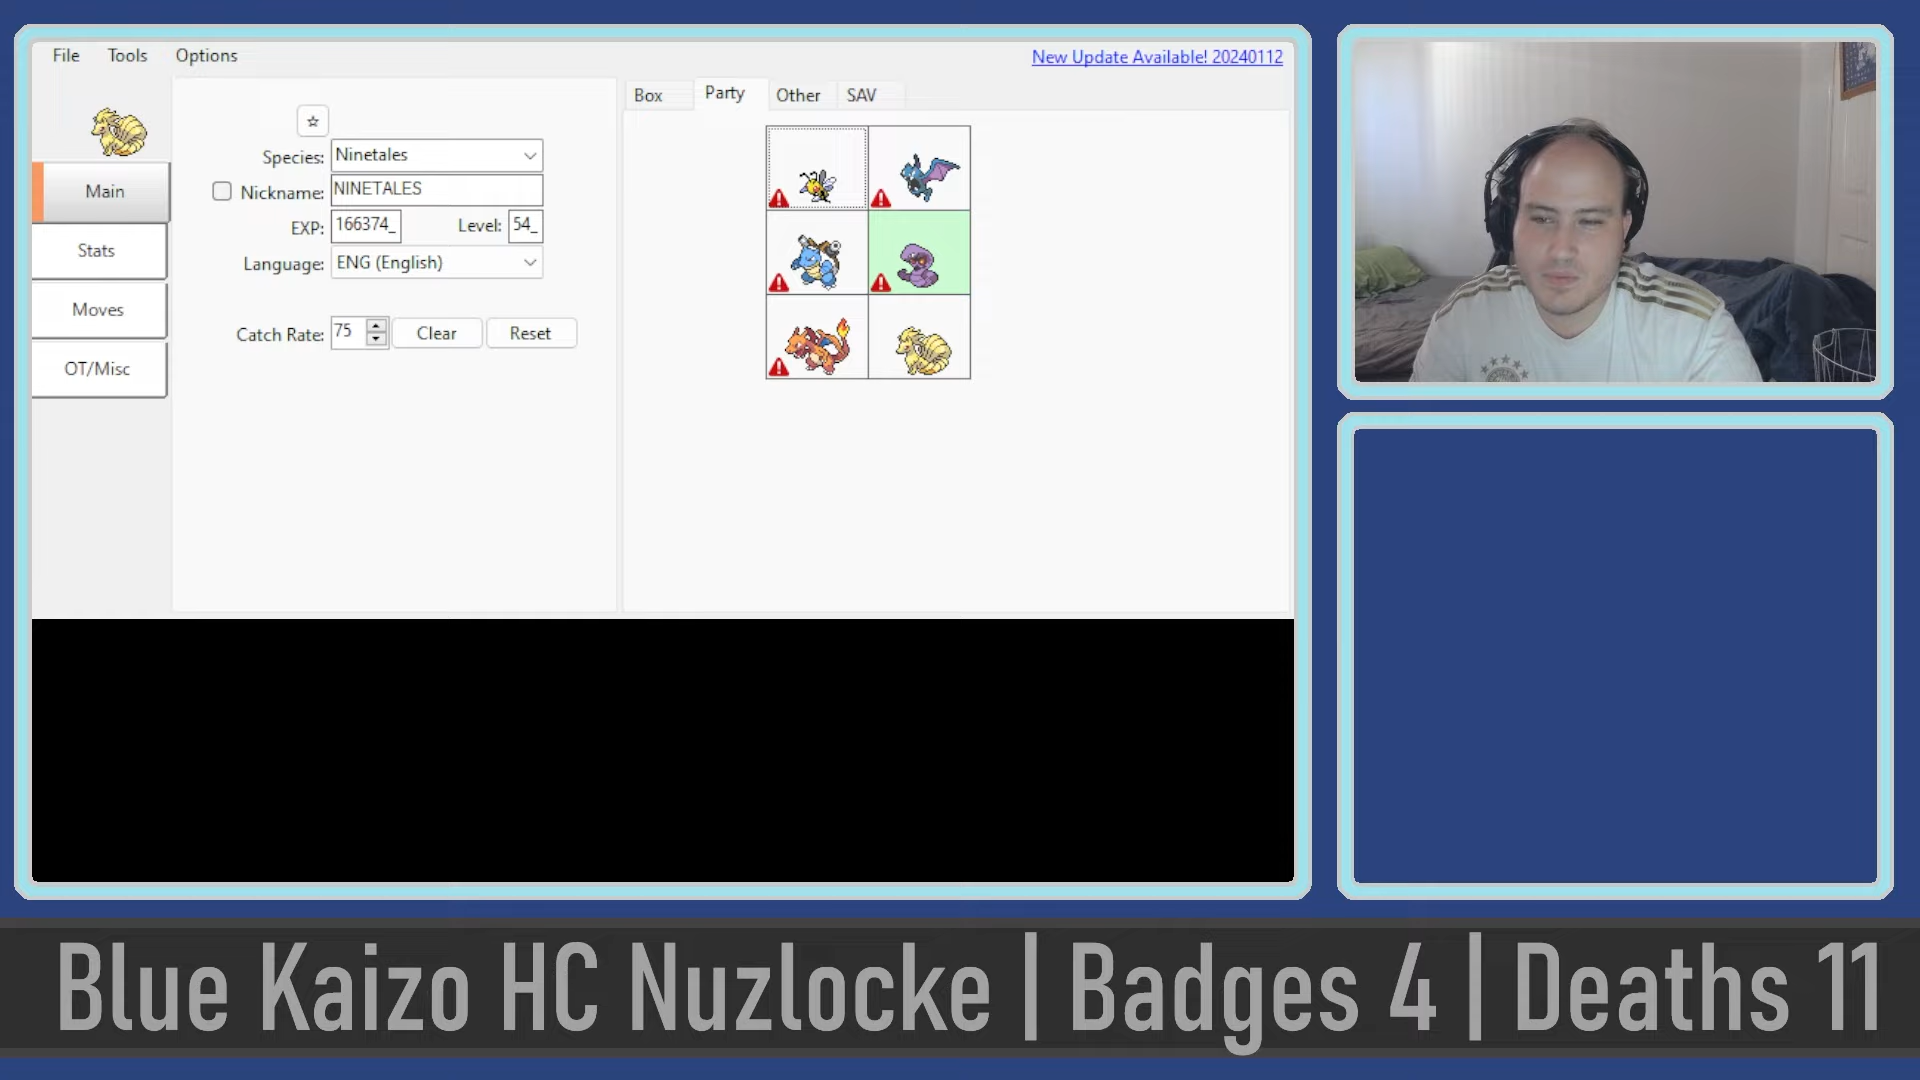 File Tools Options
New Update Available! 20240112
Box Party Other SAV
☆
Species: Ninetales
Main
Nickname: NINETALES
EXP: 166374_ Level: 54_
Stats
Language: ENG (English)
Moves
Catch Rate: 75 Clear Reset
OT/Misc
Blue Kaizo HC Nuzlocke | Badges 4 | Deaths 11